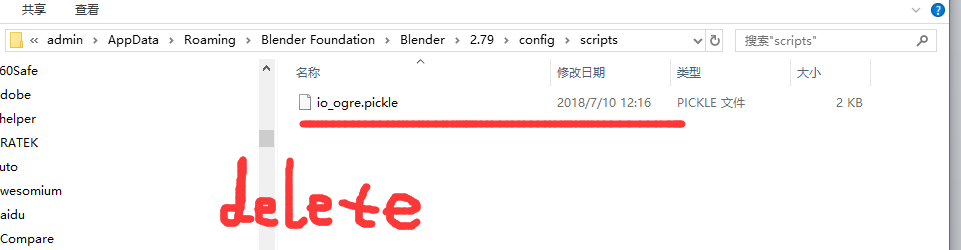 共享 查看
« admin > AppData > Roaming > Blender Foundation > Blender > 2.79 > config > scripts
搜索"scripts"
名称 修改日期 类型 大小
io_ogre.pickle 2018/7/10 12:16 PICKLE 文件 2 KB
60Safe
dobe
helper
RATEK
uto
wesomium
aidu
Compare
delete